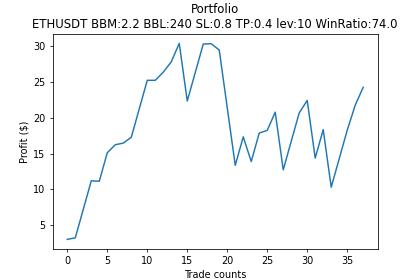 Portfolio
ETHUSDT BBM:2.2 BBL:240 SL:0.8 TP:0.4 lev:10 WinRatio:74.0
30
25
20
15
10
5
Profit ($)
0 5 10 15 20 25 30 35
Trade counts